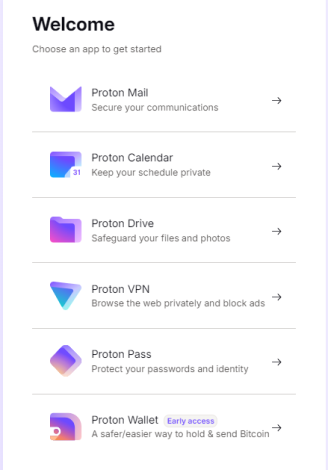 Welcome
Choose an app to get started
Proton Mail
Secure your communications
31
Proton Calendar
Keep your schedule private
Proton Drive
Safeguard your files and photos
Proton VPN
Browse the web privately and block ads
Proton Pass
Protect your passwords and identity
Proton Wallet Early access
A safer/easier way to hold & send Bitcoin